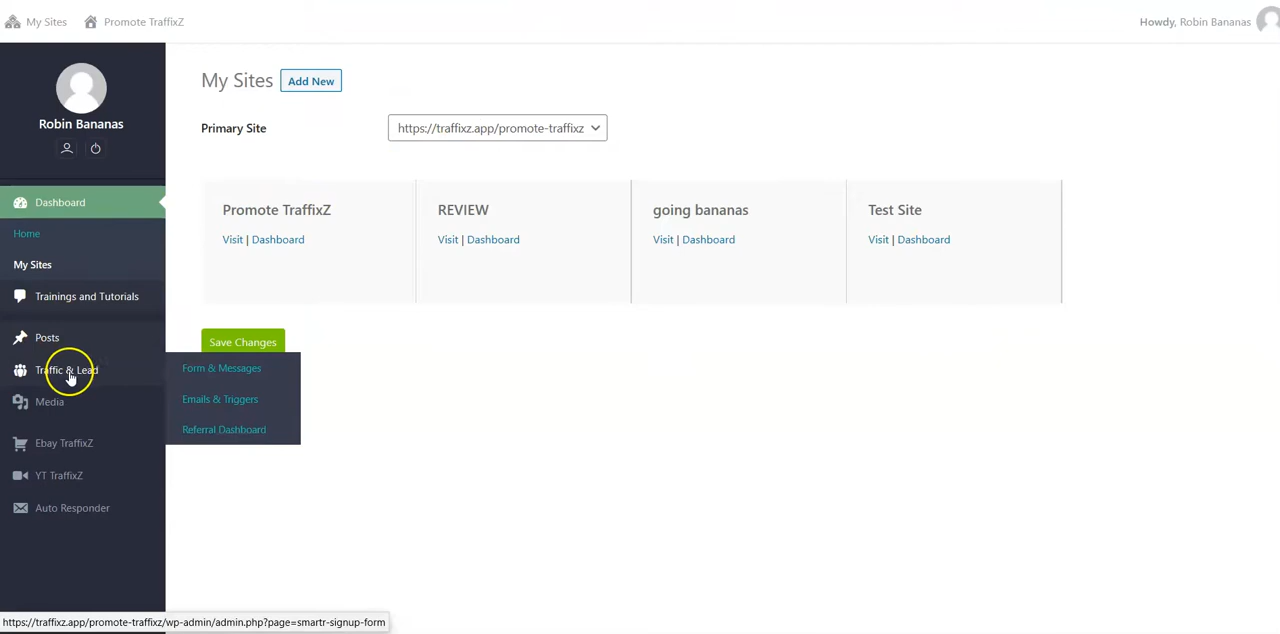 My Sites
Promote TraffixZ
Howdy, Robin Bananas
Robin Bananas
Dashboard
Home
My Sites
Trainings and Tutorials
Posts
Traffic & Lead
Media
Ebay TraffixZ
YT TraffixZ
Auto Responder
Form & Messages
Emails & Triggers
Referral Dashboard
My Sites Add New
Primary Site https://traffixz.app/promote-traffixz
Promote TraffixZ
Visit | Dashboard
REVIEW
Visit | Dashboard
going bananas
Visit | Dashboard
Test Site
Visit | Dashboard
Save Changes
https://traffixz.app/promote-traffixz/wp-admin/admin.php?page=smartr-signup-form